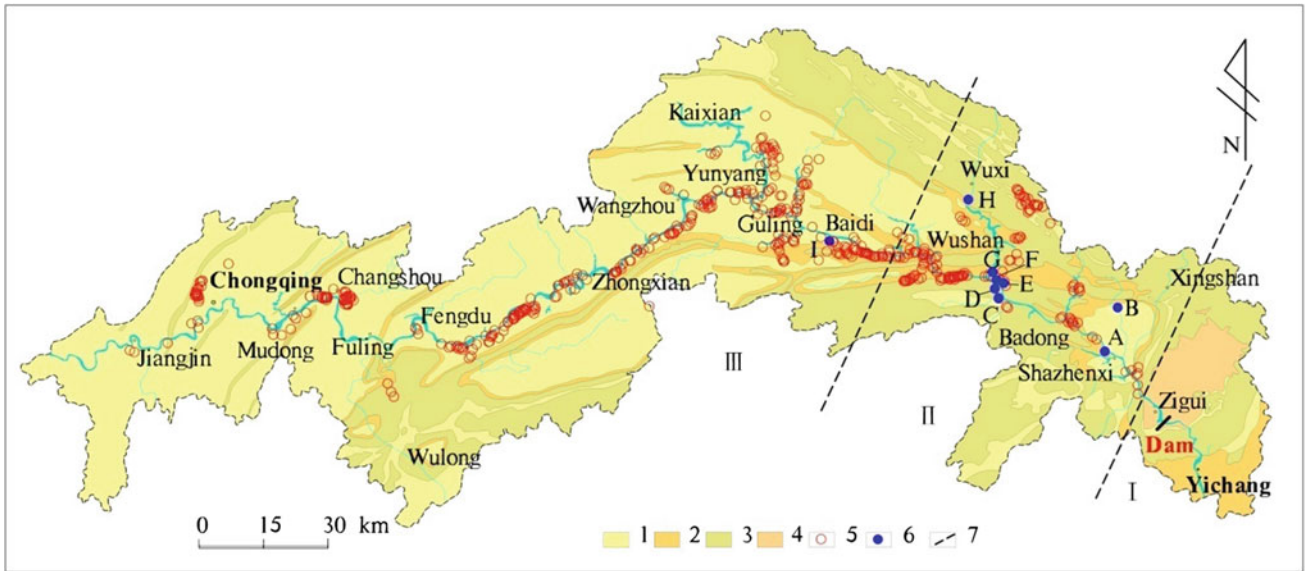 Kaixian
Yunyang
Wuxi
N
H
Wangzhou
Guling
Baidi
I
Wushan
G
F
E
D
C
Xingshan
B
Chongqing
Changshou
Zhongxian
Fengdu
Badong
A
Jiangjin
Mudong
Fuling
III
Shazhenxi
Zigui
II
Dam
Wulong
I
Yichang
0 15 30 km
1 2 3 4 5 6 7